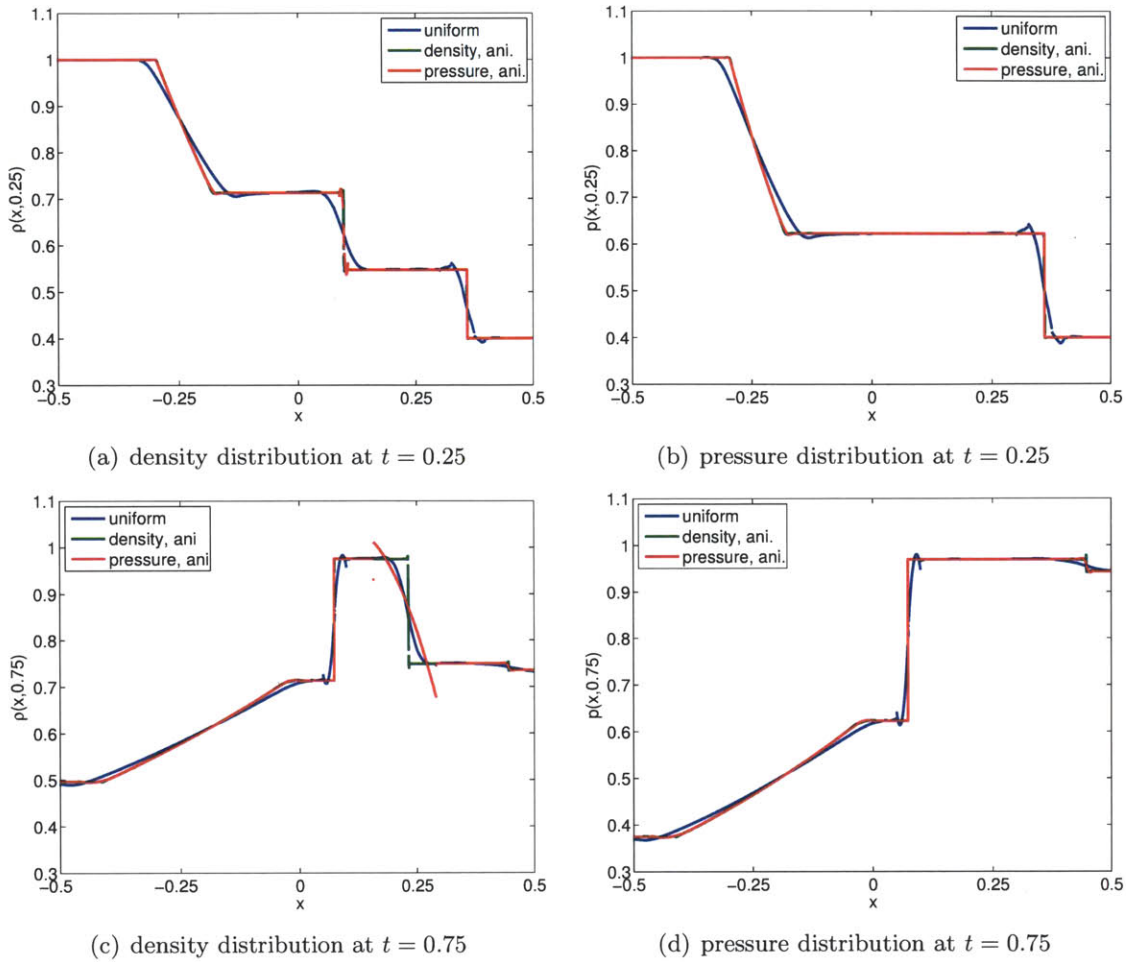 1.1
1
0.9
0.8
0.7
0.6
0.5
0.4
0.3
ρ(x,0.25)
uniform
density, ani.
pressure, ani.
-0.5
-0.25
0
0.25
0.5
x
(a) density distribution at t = 0.25
1.1
1
0.9
0.8
0.7
0.6
0.5
0.4
0.3
p(x,0.25)
uniform
density, ani.
pressure, ani.
-0.5
-0.25
0
0.25
0.5
x
(b) pressure distribution at t = 0.25
1.1
1
0.9
0.8
0.7
0.6
0.5
0.4
0.3
ρ(x,0.75)
uniform
density, ani
pressure, ani
-0.5
-0.25
0
0.25
0.5
x
(c) density distribution at t = 0.75
1.1
1
0.9
0.8
0.7
0.6
0.5
0.4
0.3
p(x,0.75)
uniform
density, ani.
pressure, ani.
-0.5
-0.25
0
0.25
0.5
x
(d) pressure distribution at t = 0.75